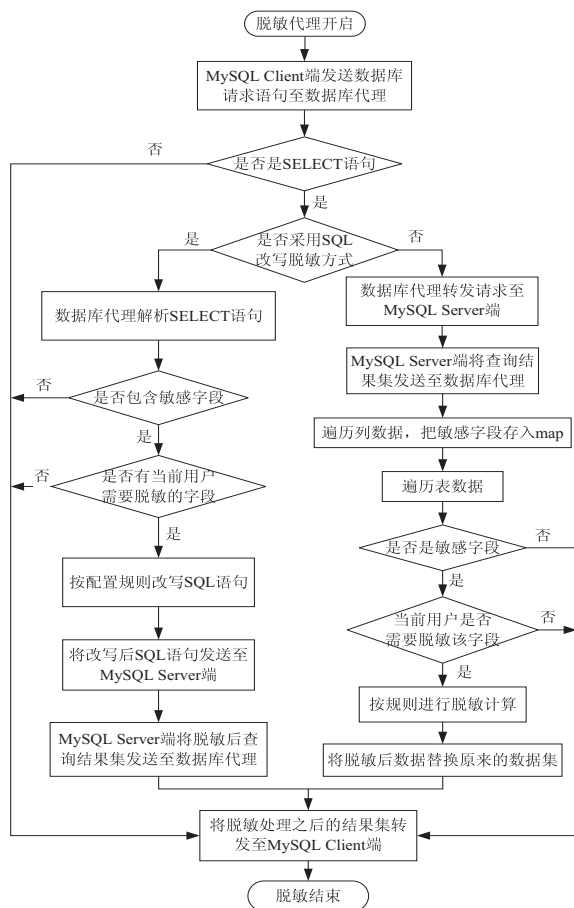 脱敏代理开启
MySQL Client端发送数据库
请求语句至数据库代理
否
是否是SELECT语句
是
是
是否采用SQL
改写脱敏方式
否
数据库代理解析SELECT语句
否
是否包含敏感字段
是
否
是否有当前用户
需要脱敏的字段
是
按配置规则改写SQL语句
将改写后SQL语句发送至
MySQL Server端
MySQL Server端将脱敏后查
询结果集发送至数据库代理
数据库代理转发请求至
MySQL Server端
MySQL Server端将查询结
果集发送至数据库代理
遍历列数据，把敏感字段存入map
遍历表数据
是否是敏感字段
否
是
当前用户是否
需要脱敏该字段
否
是
按规则进行脱敏计算
将脱敏后数据替换原来的数据集
将脱敏处理之后的结果集转
发至MySQL Client端
脱敏结束